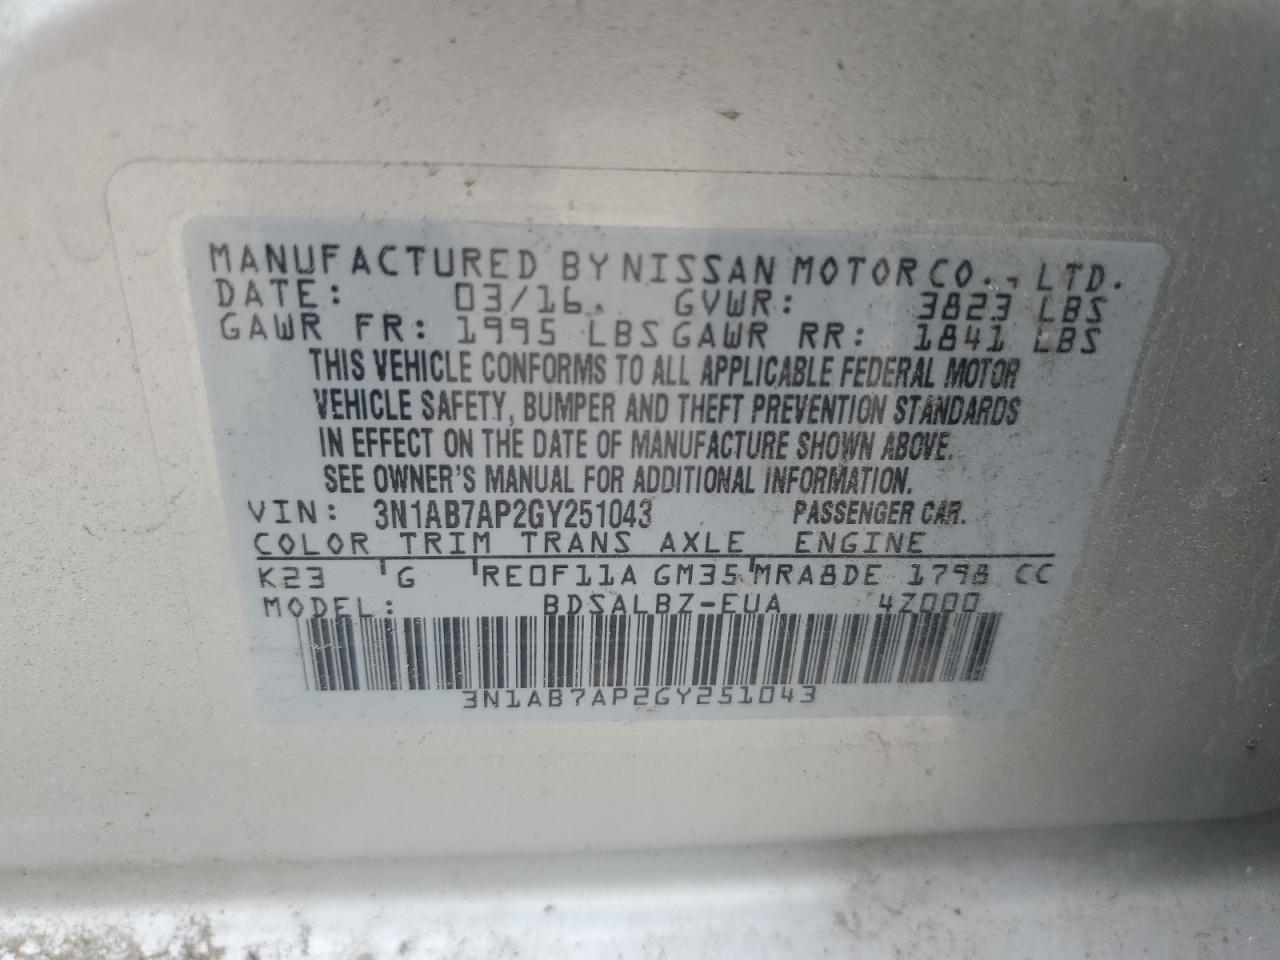 MANUFACTURED BY NISSAN MOTOR CO., LTD.
DATE: 03/16. GVWR: 3823 LBS
GAWR FR: 1995 LBS GAWR RR: 1841 LBS
THIS VEHICLE CONFORMS TO ALL APPLICABLE FEDERAL MOTOR
VEHICLE SAFETY, BUMPER AND THEFT PREVENTION STANDARDS
IN EFFECT ON THE DATE OF MANUFACTURE SHOWN ABOVE.
SEE OWNER'S MANUAL FOR ADDITIONAL INFORMATION.
VIN: 3N1AB7AP2GY251043 PASSENGER CAR.
COLOR TRIM TRANS AXLE ENGINE
K23 G RE0F11A GM35 MRA8DE 1798 CC
MODEL: BDSALBZ-EUA 4Z000
3N1AB7AP2GY251043